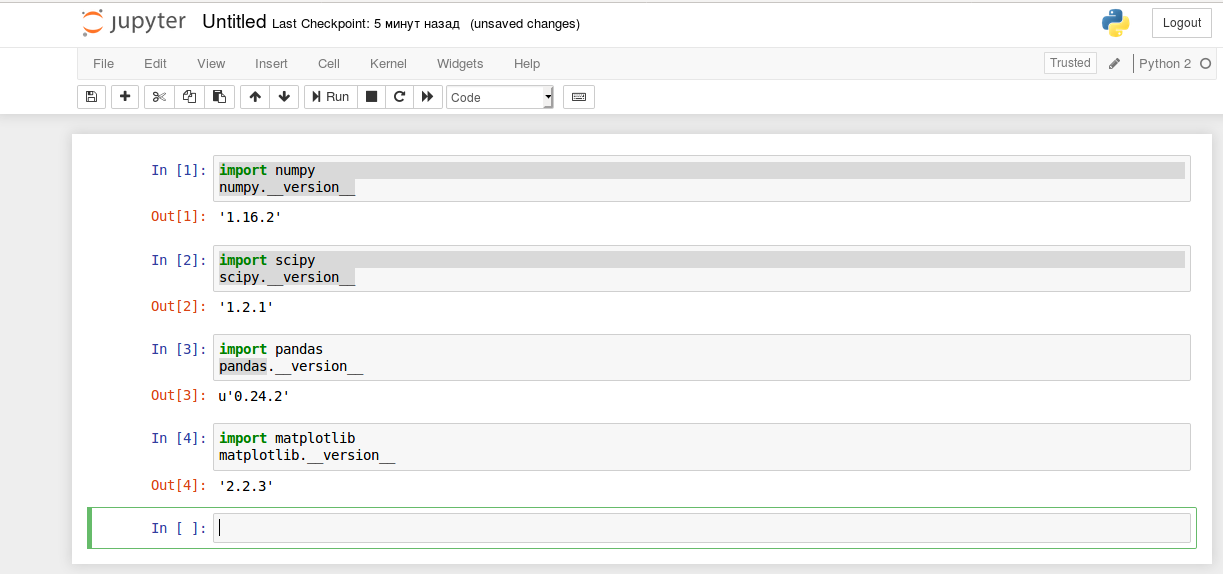 jupyter Untitled Last Checkpoint: 5 минут назад (unsaved changes) Logout
File Edit View Insert Cell Kernel Widgets Help Trusted Python 2
Run Code
In [1]: import numpy
numpy.__version__
Out[1]: '1.16.2'
In [2]: import scipy
scipy.__version__
Out[2]: '1.2.1'
In [3]: import pandas
pandas.__version__
Out[3]: u'0.24.2'
In [4]: import matplotlib
matplotlib.__version__
Out[4]: '2.2.3'
In [ ]: